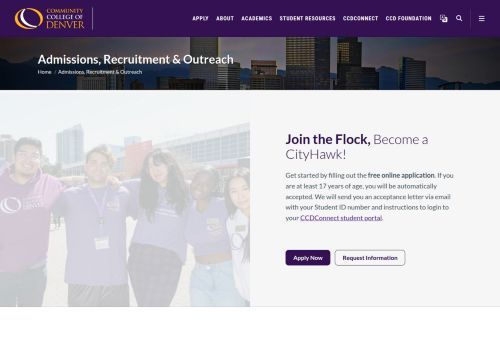 COMMUNITY
COLLEGE OF
DENVER
APPLY ABOUT ACADEMICS STUDENT RESOURCES CCDCONNECT CCD FOUNDATION
Admissions, Recruitment & Outreach
Home / Admissions, Recruitment & Outreach
Join the Flock, Become a
CityHawk!
Get started by filling out the free online application. If you
are at least 17 years of age, you will be automatically
accepted. We will send you an acceptance letter via email
with your Student ID number and instructions to login to
your CCDConnect student portal.
Apply Now Request Information